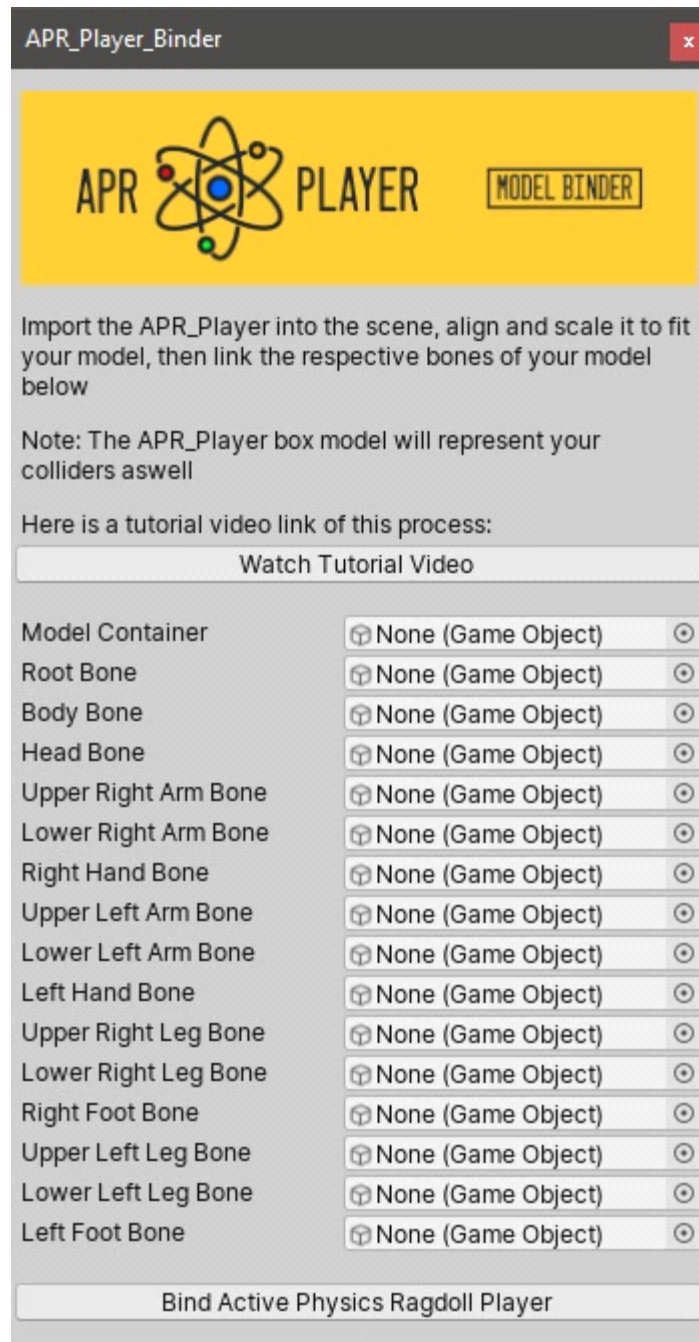 APR_Player_Binder
x
APR PLAYER MODEL BINDER
Import the APR_Player into the scene, align and scale it to fit
your model, then link the respective bones of your model
below
Note: The APR_Player box model will represent your
colliders aswell
Here is a tutorial video link of this process:
Watch Tutorial Video
Model Container None (Game Object)
Root Bone None (Game Object)
Body Bone None (Game Object)
Head Bone None (Game Object)
Upper Right Arm Bone None (Game Object)
Lower Right Arm Bone None (Game Object)
Right Hand Bone None (Game Object)
Upper Left Arm Bone None (Game Object)
Lower Left Arm Bone None (Game Object)
Left Hand Bone None (Game Object)
Upper Right Leg Bone None (Game Object)
Lower Right Leg Bone None (Game Object)
Right Foot Bone None (Game Object)
Upper Left Leg Bone None (Game Object)
Lower Left Leg Bone None (Game Object)
Left Foot Bone None (Game Object)
Bind Active Physics Ragdoll Player